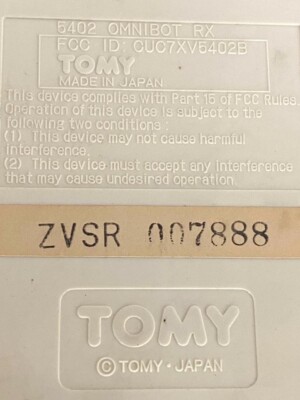 5402 OMNIBOT RX
FCC ID: CUC7XV5402B
TOMY
MADE IN JAPAN
This device complies with Part 15 of FCC Rules.
Operation of this device is subject to the
following two conditions:
(1) This device may not cause harmful
interference.
(2) This device must accept any interference
that may cause undesired operation.
ZVSR 007888
TOMY
© TOMY · JAPAN